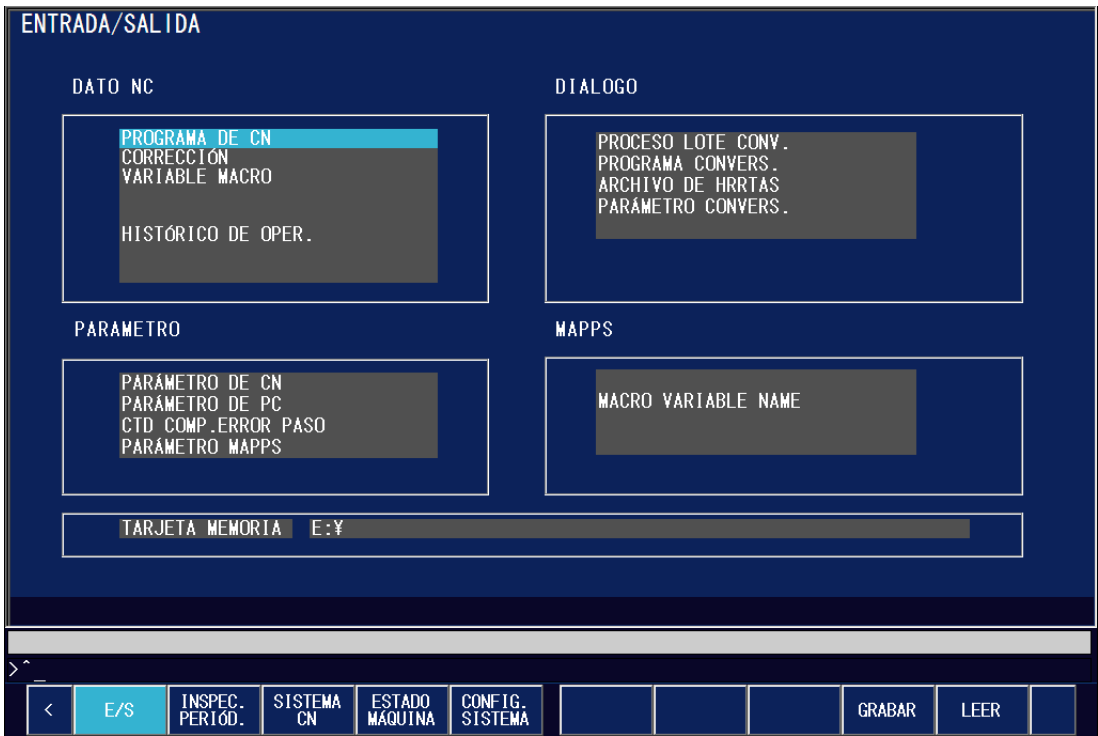 ENTRADA/SALIDA
DATO NC
PROGRAMA DE CN
CORRECCIÓN
VARIABLE MACRO
HISTÓRICO DE OPER.
DIALOGO
PROCESO LOTE CONV.
PROGRAMA CONVERS.
ARCHIVO DE HRRTAS
PARÁMETRO CONVERS.
PARAMETRO
PARÁMETRO DE CN
PARÁMETRO DE PC
CTD COMP.ERROR PASO
PARÁMETRO MAPPS
MAPPS
MACRO VARIABLE NAME
TARJETA MEMORIA E:¥
>^_
< E/S INSPEC. PERIÓD. SISTEMA CN ESTADO MÁQUINA CONFIG. SISTEMA GRABAR LEER